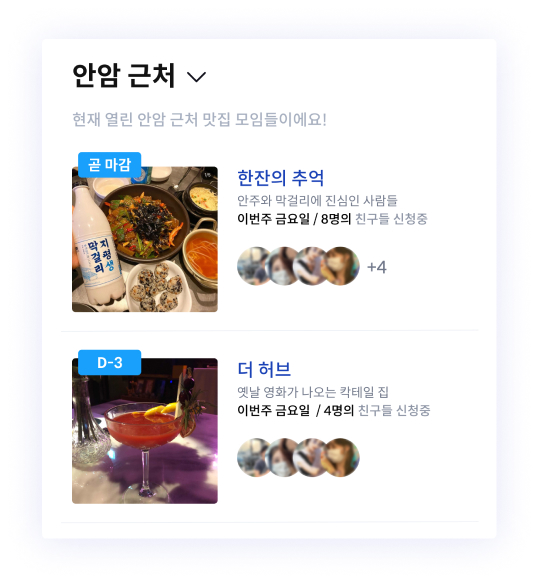 안암 근처
현재 열린 안암 근처 맛집 모임들이에요!
곧 마감
지평
생
막걸리
한잔의 추억
안주와 막걸리에 진심인 사람들
이번주 금요일 / 8명의 친구들 신청중
+4
D-3
더 허브
옛날 영화가 나오는 칵테일 집
이번주 금요일 / 4명의 친구들 신청중